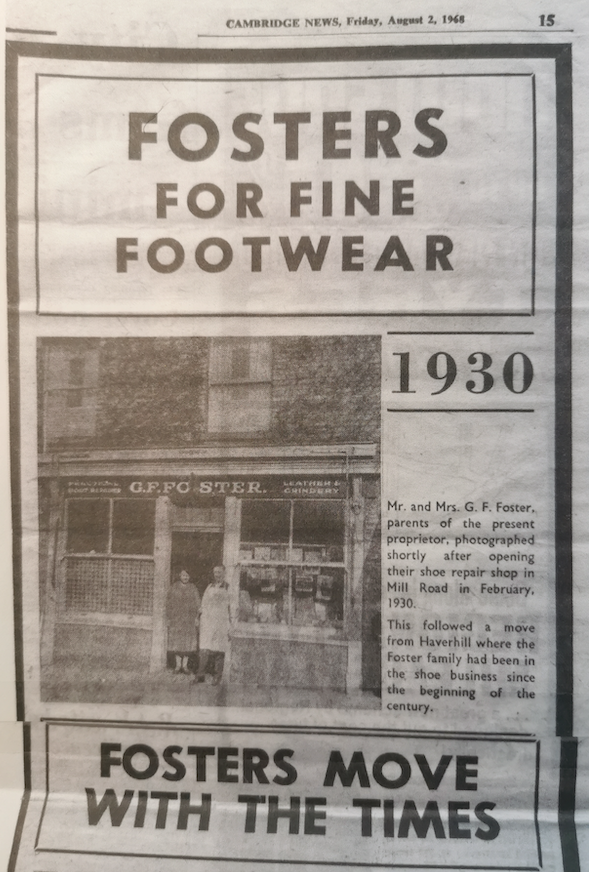 CAMBRIDGE NEWS, Friday, August 2, 1968
15
FOSTERS
FOR FINE
FOOTWEAR
1930
G.F.FO STER.
LEATHER &
GRINDERY
Mr. and Mrs. G. F. Foster,
parents of the present
proprietor, photographed
shortly after opening
their shoe repair shop in
Mill Road in February,
1930.
This followed a move
from Haverhill where the
Foster family had been in
the shoe business since
the beginning of the
century.
FOSTERS MOVE
WITH THE TIMES